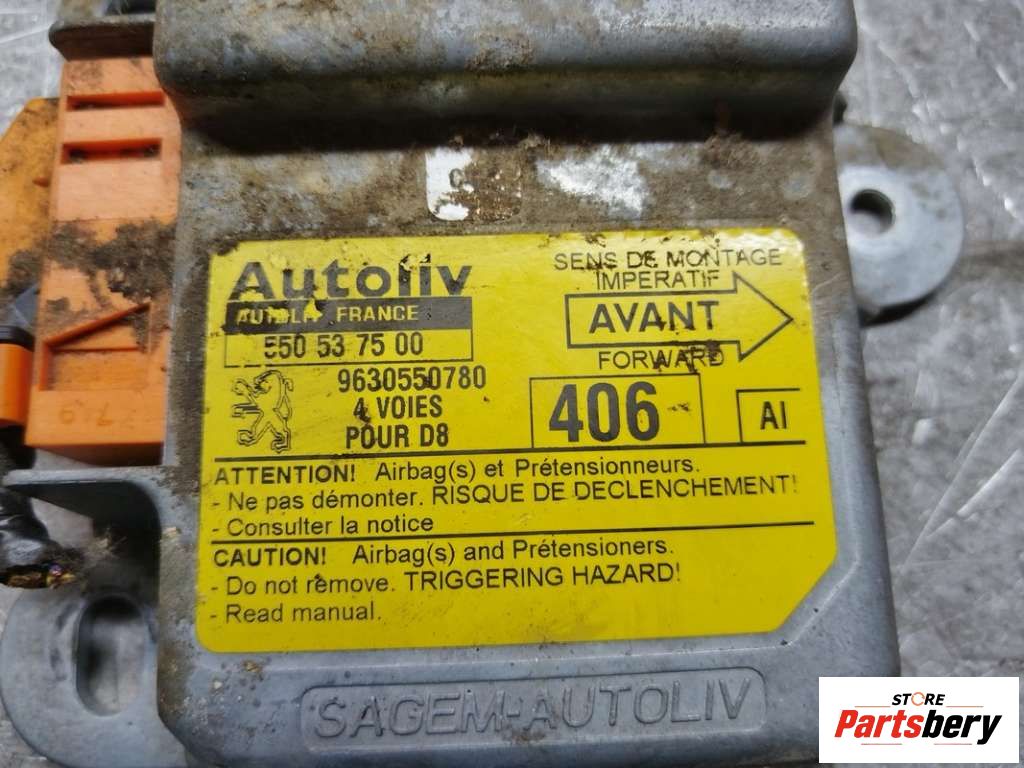 Autoliv
SENS DE MONTAGE
IMPERATIF
AUTOLIV FRANCE
AVANT
550 53 75 00
FORWARD
9630550780
4 VOIES
POUR D8
406
AI
ATTENTION! Airbag(s) et Prétensionneurs.
- Ne pas démonter. RISQUE DE DECLENCHEMENT!
- Consulter la notice
CAUTION! Airbag(s) and Prétensioners.
- Do not remove. TRIGGERING HAZARD!
- Read manual.
SAGEM-AUTOLIV
STORE
Partsbery